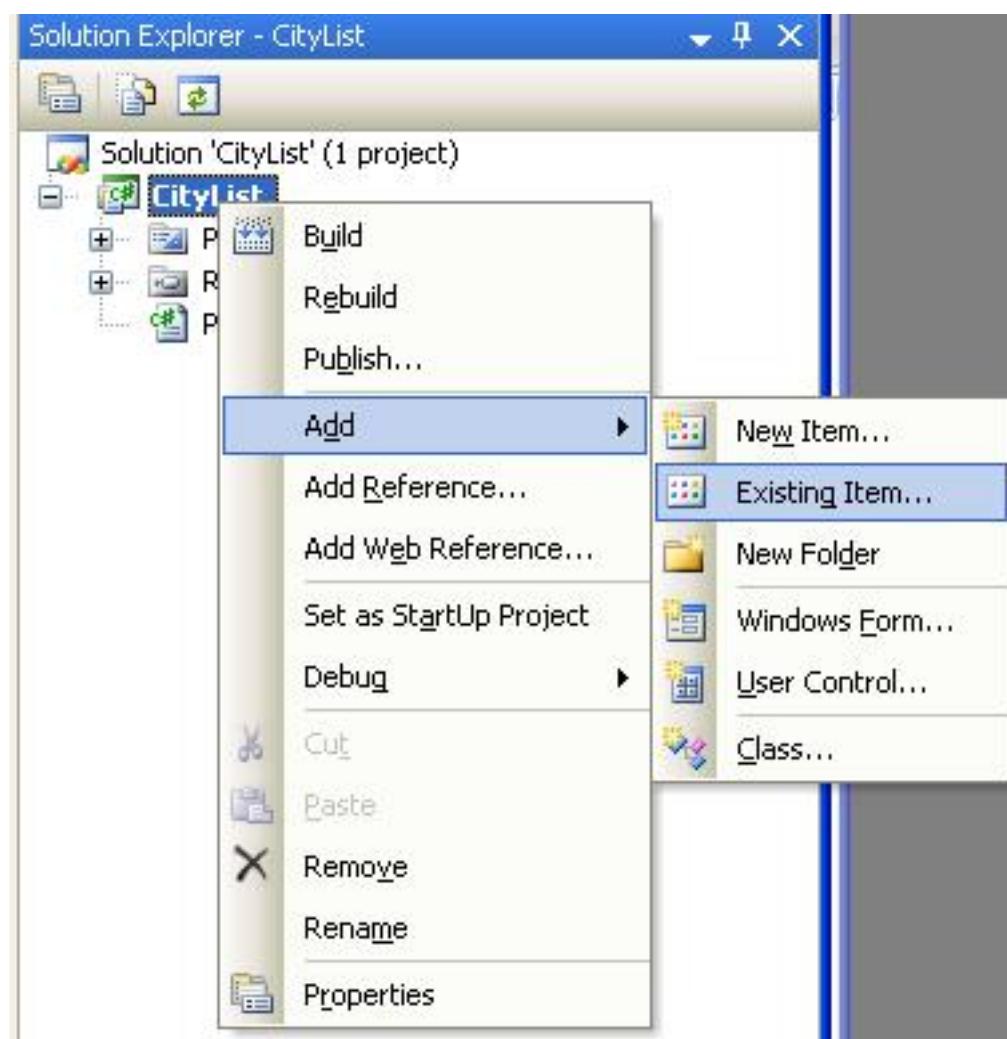 Solution Explorer - CityList
Solution 'CityList' (1 project)
CityList
P
R
P
Build
Rebuild
Publish...
Add
Add Reference...
Add Web Reference...
Set as StartUp Project
Debug
Cut
Paste
Remove
Rename
Properties
New Item...
Existing Item...
New Folder
Windows Form...
User Control...
Class...